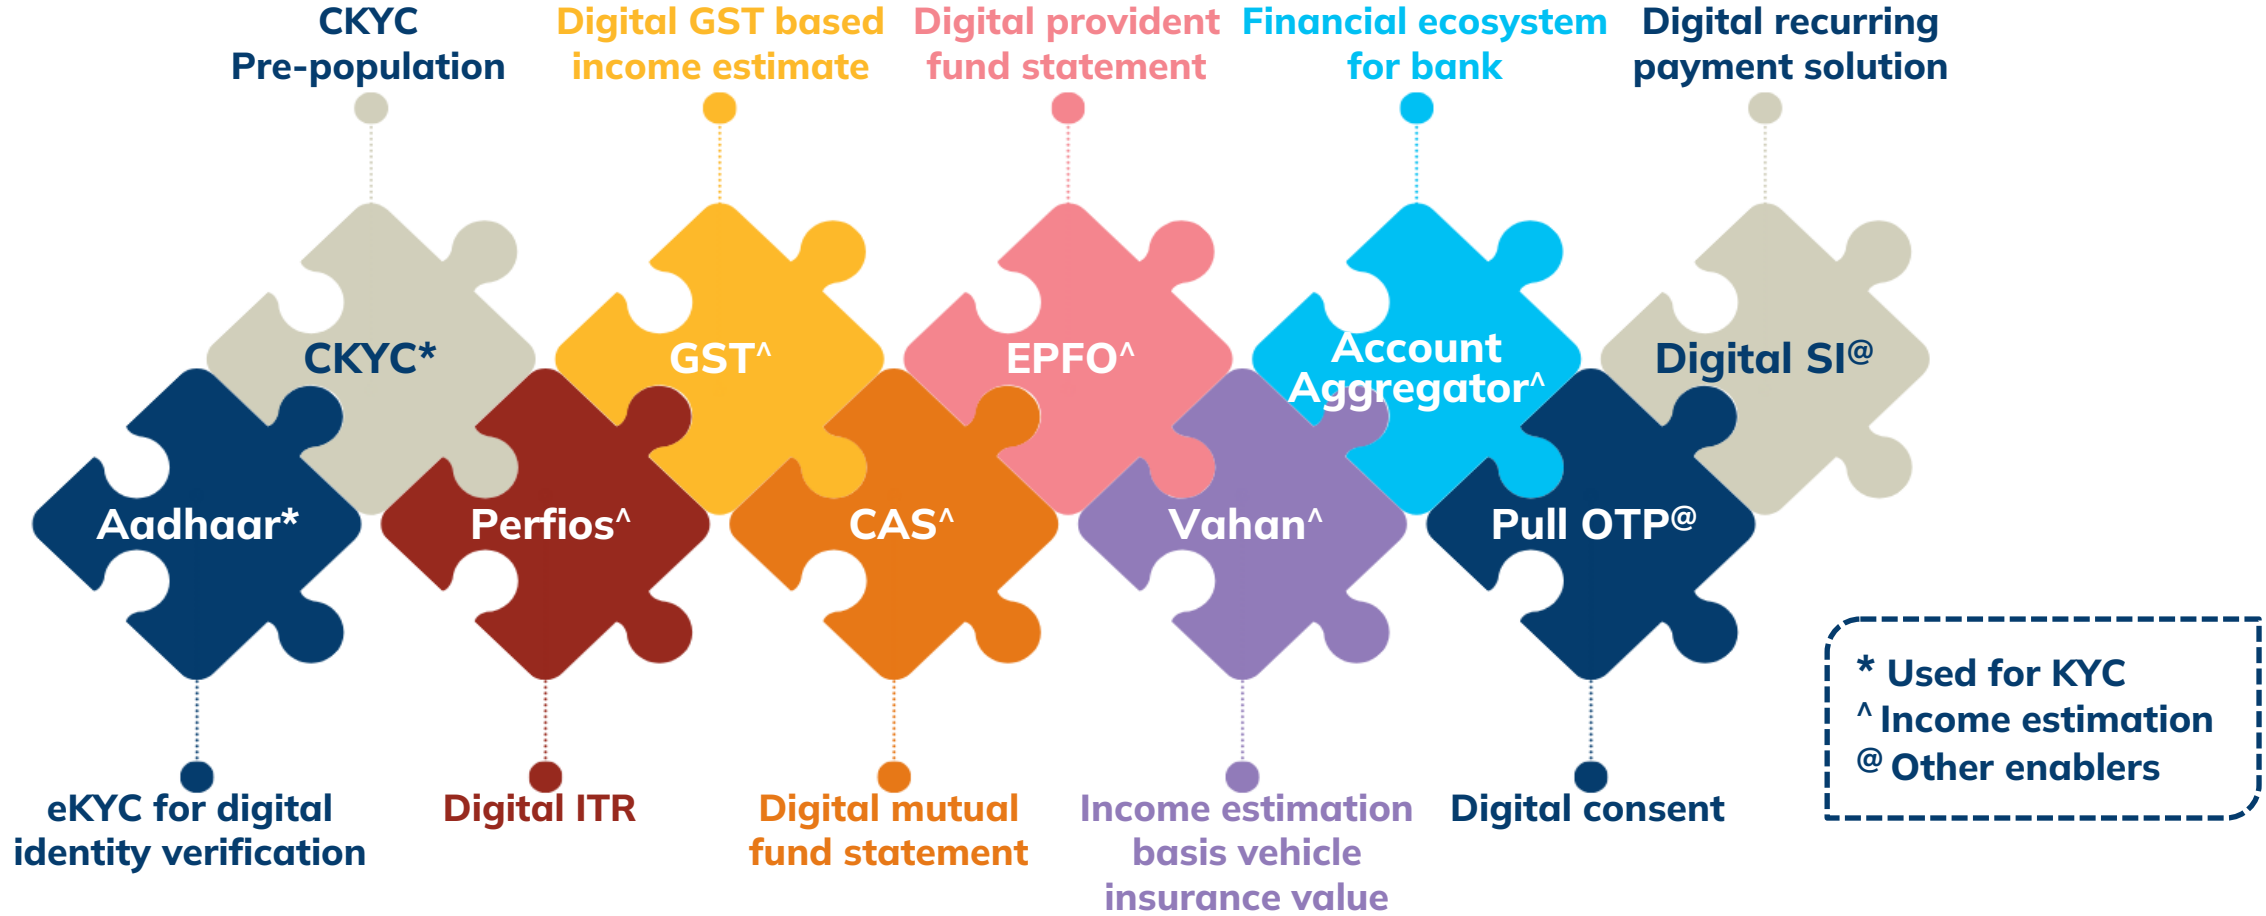 CKYC
Pre-population
Digital GST based
income estimate
Digital provident
fund statement
Financial ecosystem
for bank
Digital recurring
payment solution
CKYC*
GST^
EPFO^
Account
Aggregator^
Digital SI@
Aadhaar*
Perfios^
CAS^
Vahan^
Pull OTP@
eKYC for digital
identity verification
Digital ITR
Digital mutual
fund statement
Income estimation
basis vehicle
insurance value
Digital consent
* Used for KYC
^ Income estimation
@ Other enablers